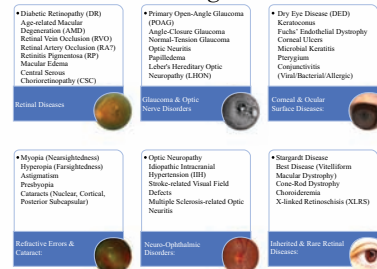 • Diabetic Retinopathy (DR)
Age-related Macular
Degeneration (AMD)
Retinal Vein Occlusion (RVO)
Retinal Artery Occlusion (RA?)
Retinitis Pigmentosa (RP)
Macular Edema
Central Serous
Chorioretinopathy (CSC)
Retinal Diseases
• Primary Open-Angle Glaucoma
(POAG)
Angle-Closure Glaucoma
Normal-Tension Glaucoma
Optic Neuritis
Papilledema
Leber's Hereditary Optic
Neuropathy (LHON)
Glaucoma & Optic
Nerve Disorders
• Dry Eye Disease (DED)
Keratoconus
Fuchs' Endothelial Dystrophy
Corneal Ulcers
Microbial Keratitis
Pterygium
Conjunctivitis
(Viral/Bacterial/Allergic)
Corneal & Ocular
Surface Diseases:
• Myopia (Nearsightedness)
Hyperopia (Farsightedness)
Astigmatism
Presbyopia
Cataracts (Nuclear, Cortical,
Posterior Subcapsular)
Refractive Errors &
Cataract:
• Optic Neuropathy
Idiopathic Intracranial
Hypertension (IIH)
Stroke-related Visual Field
Defects
Multiple Sclerosis-related Optic
Neuritis
Neuro-Ophthalmic
Disorders:
• Stargardt Disease
Best Disease (Vitelliform
Macular Dystrophy)
Cone-Rod Dystrophy
Choroideremia
X-linked Retinoschisis (XLRS)
Inherited & Rare Retinal
Diseases: